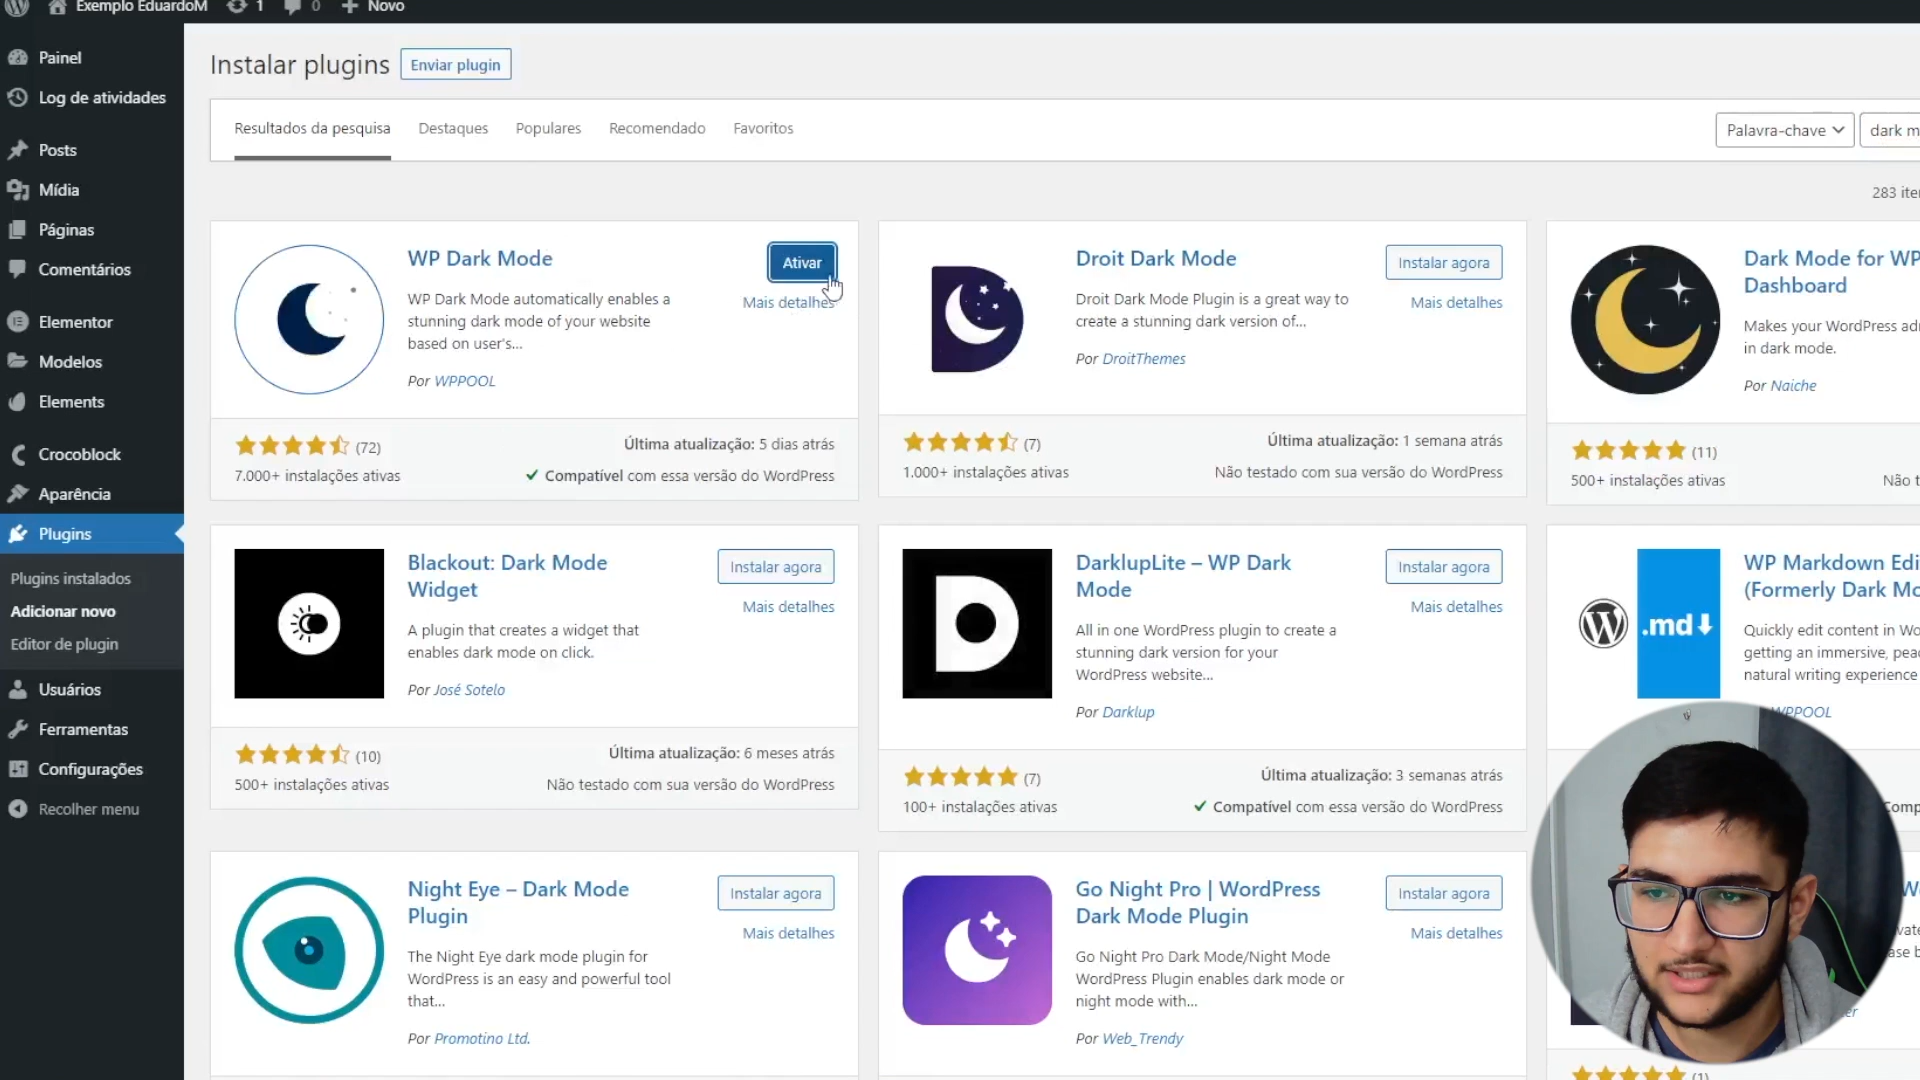 Exemplo EduardoM
1
0
Novo
Painel
Log de atividades
Posts
Mídia
Páginas
Comentários
Elementor
Modelos
Elements
Crocoblock
Aparência
Plugins
Plugins instalados
Adicionar novo
Editor de plugin
Usuários
Ferramentas
Configurações
Recolher menu
Instalar plugins
Enviar plugin
Resultados da pesquisa
Destaques
Populares
Recomendado
Favoritos
Palavra-chave
dark m
283 ite
WP Dark Mode
Ativar
Mais detalhes
WP Dark Mode automatically enables a
stunning dark mode of your website
based on user's...
Por WPPOOL
(72)
7.000+ instalações ativas
Última atualização: 5 dias atrás
Compatível com essa versão do WordPress
Droit Dark Mode
Instalar agora
Mais detalhes
Droit Dark Mode Plugin is a great way to
create a stunning dark version of...
Por DroitThemes
(7)
1.000+ instalações ativas
Última atualização: 1 semana atrás
Não testado com sua versão do WordPress
Dark Mode for WP
Dashboard
Makes your WordPress ad
in dark mode.
Por Naiche
(11)
500+ instalações ativas
Não t
Blackout: Dark Mode
Widget
Instalar agora
Mais detalhes
A plugin that creates a widget that
enables dark mode on click.
Por José Sotelo
(10)
500+ instalações ativas
Última atualização: 6 meses atrás
Não testado com sua versão do WordPress
DarklupLite – WP Dark
Mode
Instalar agora
Mais detalhes
All in one WordPress plugin to create a
stunning dark version for your
WordPress website...
Por Darklup
(7)
100+ instalações ativas
Última atualização: 3 semanas atrás
Compatível com essa versão do WordPress
.md
WP Markdown Edi
(Formerly Dark Mo
Quickly edit content in Wo
getting an immersive, pea
natural writing experience
WPPOOL
Comp
Night Eye – Dark Mode
Plugin
Instalar agora
Mais detalhes
The Night Eye dark mode plugin for
WordPress is an easy and powerful tool
that...
Por Promotino Ltd.
Go Night Pro | WordPress
Dark Mode Plugin
Instalar agora
Mais detalhes
Go Night Pro Dark Mode/Night Mode
WordPress Plugin enables dark mode or
night mode with...
Por Web_Trendy
(1)